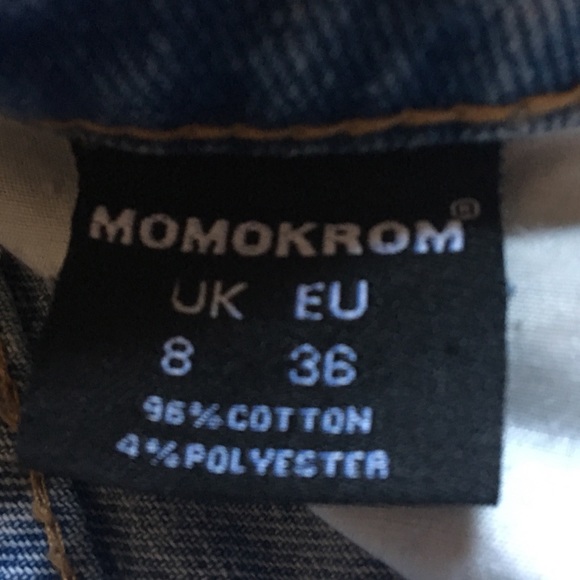 MOMOKROM®
UK EU
8 36
96%COTTON
4%POLYESTER